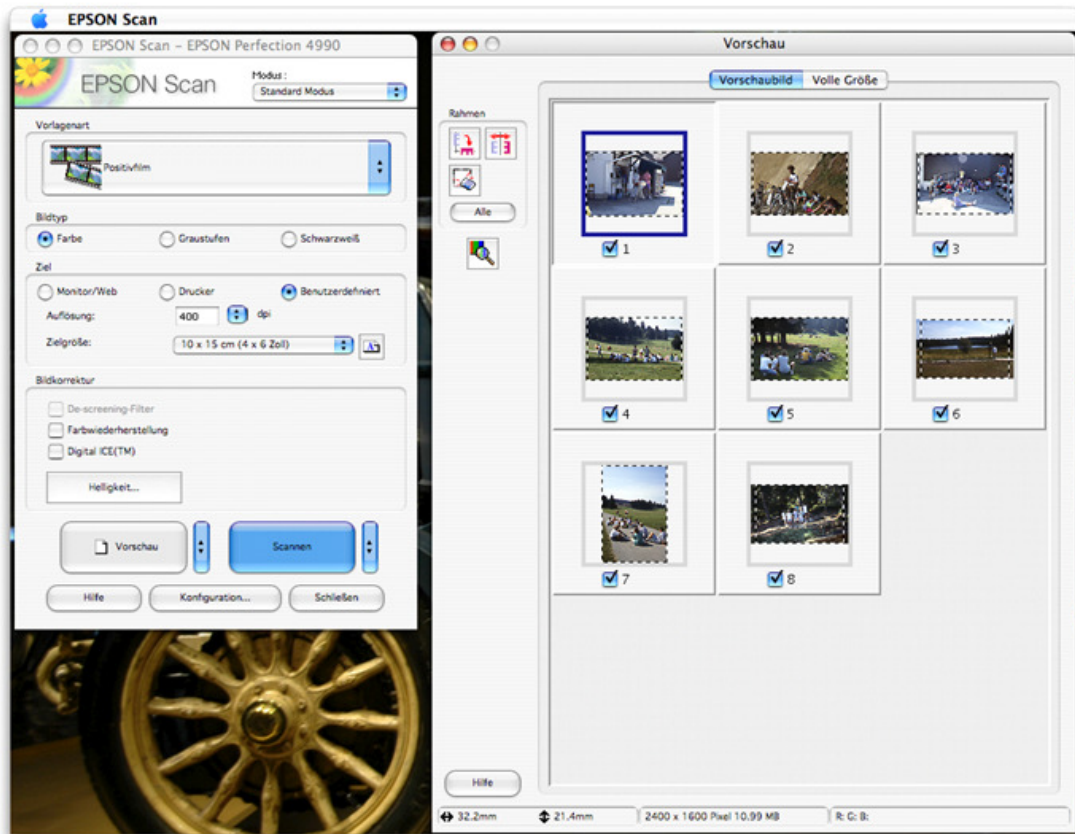 EPSON Scan
EPSON Scan - EPSON Perfection 4990
EPSON Scan
Modus :
Standard Modus
Vorlagenart
Positivfilm
Bildtyp
Farbe
Graustufen
Schwarzweiß
Ziel
Monitor/Web
Drucker
Benutzerdefiniert
Auflösung:
400
dpi
Zielgröße:
10 x 15 cm (4 x 6 Zoll)
A
Bildkorrektur
De-screening-Filter
Farbwiederherstellung
Digital ICE(TM)
Helligkeit...
Vorschau
Scannen
Hilfe
Konfiguration...
Schließen
Vorschau
Vorschaubild
Volle Größe
Rahmen
Alle
1
2
3
4
5
6
7
8
Hilfe
32.2mm
21.4mm
2400 x 1600 Pixel 10.99 MB
R: G: B: